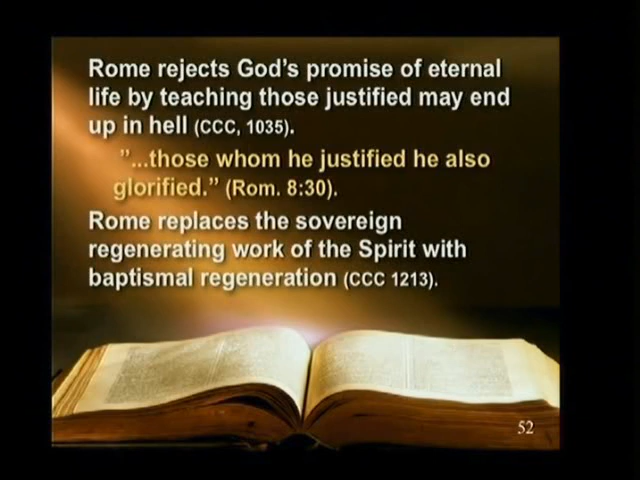 Rome rejects God's promise of eternal
life by teaching those justified may end
up in hell (CCC, 1035).
”...those whom he justified he also
glorified.” (Rom. 8:30).
Rome replaces the sovereign
regenerating work of the Spirit with
baptismal regeneration (CCC 1213).
52